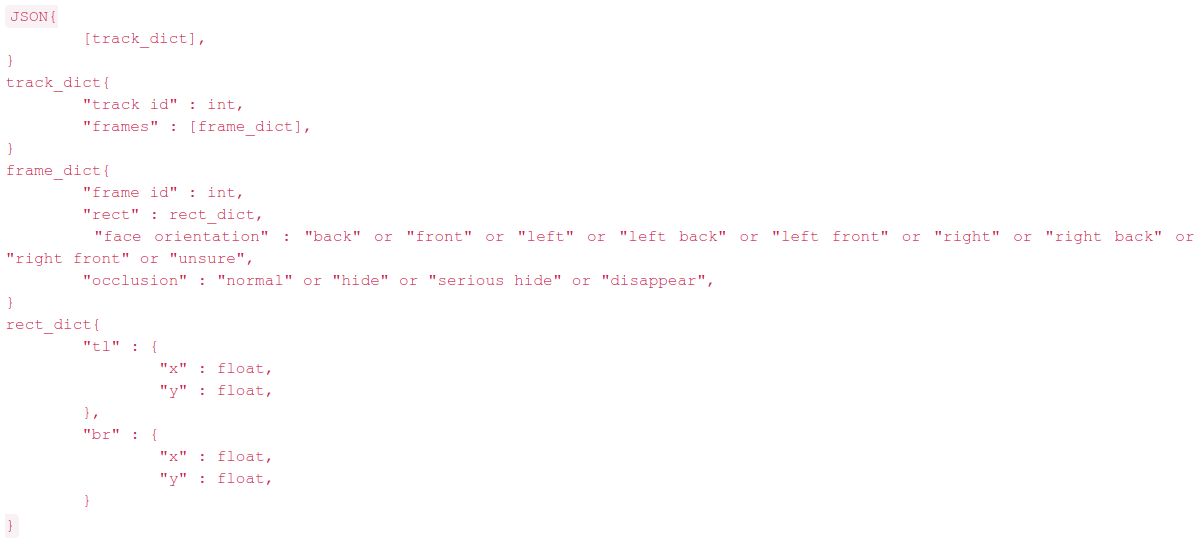 JSON{
[track_dict],
}
track_dict{
"track id" : int,
"frames" : [frame_dict],
}
frame_dict{
"frame id" : int,
"rect" : rect_dict,
"face orientation" : "back" or "front" or "left" or "left back" or "left front" or "right" or "right back" or
"right front" or "unsure",
"occlusion" : "normal" or "hide" or "serious hide" or "disappear",
}
rect_dict{
"tl" : {
"x" : float,
"y" : float,
},
"br" : {
"x" : float,
"y" : float,
}
}